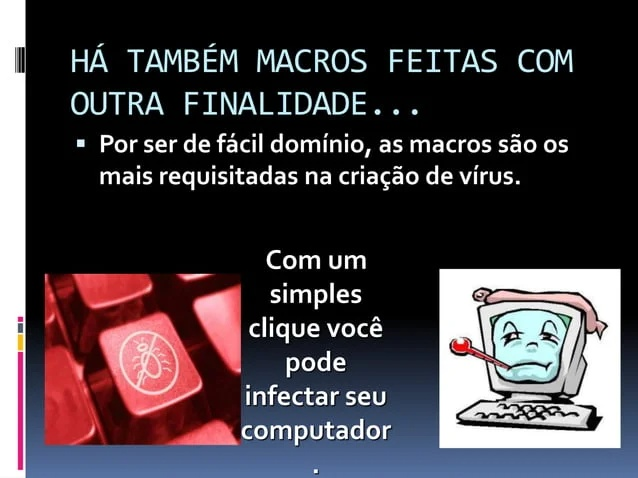 HÁ TAMBÉM MACROS FEITAS COM
OUTRA FINALIDADE...
Por ser de fácil domínio, as macros são os
mais requisitadas na criação de vírus.
Com um
simples
clique você
pode
infectar seu
computador
.